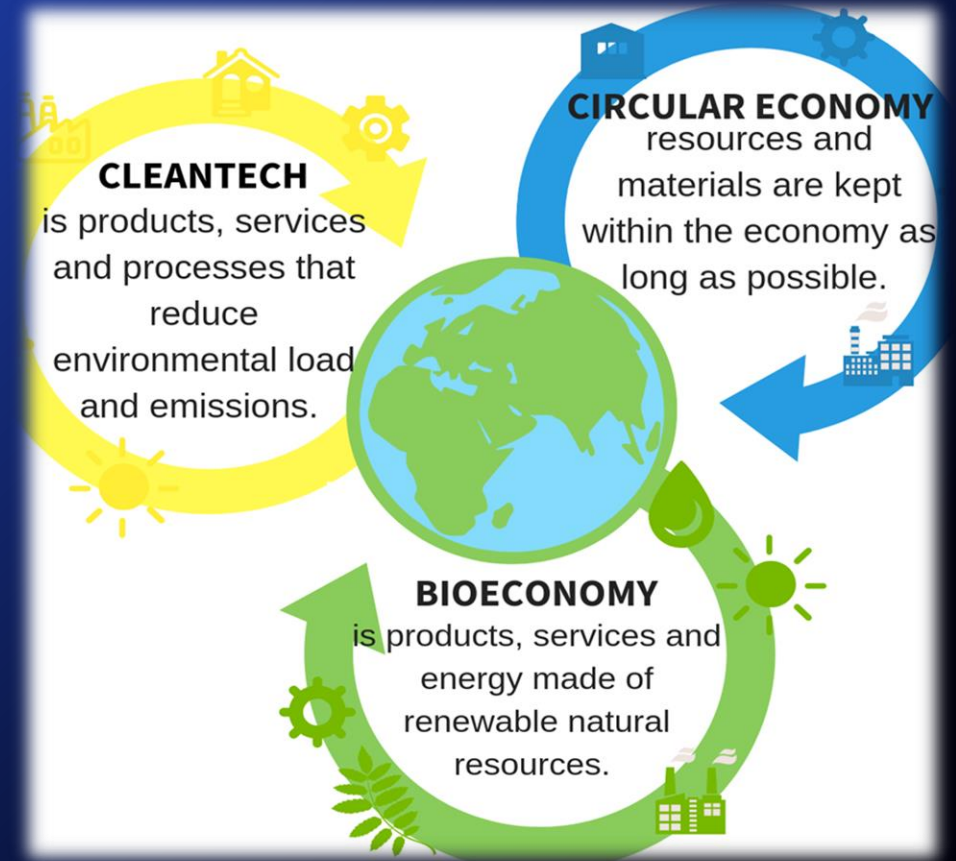 CLEANTECH
is products, services
and processes that
reduce
environmental load
and emissions.
CIRCULAR ECONOMY
resources and
materials are kept
within the economy as
long as possible.
BIOECONOMY
is products, services and
energy made of
renewable natural
resources.